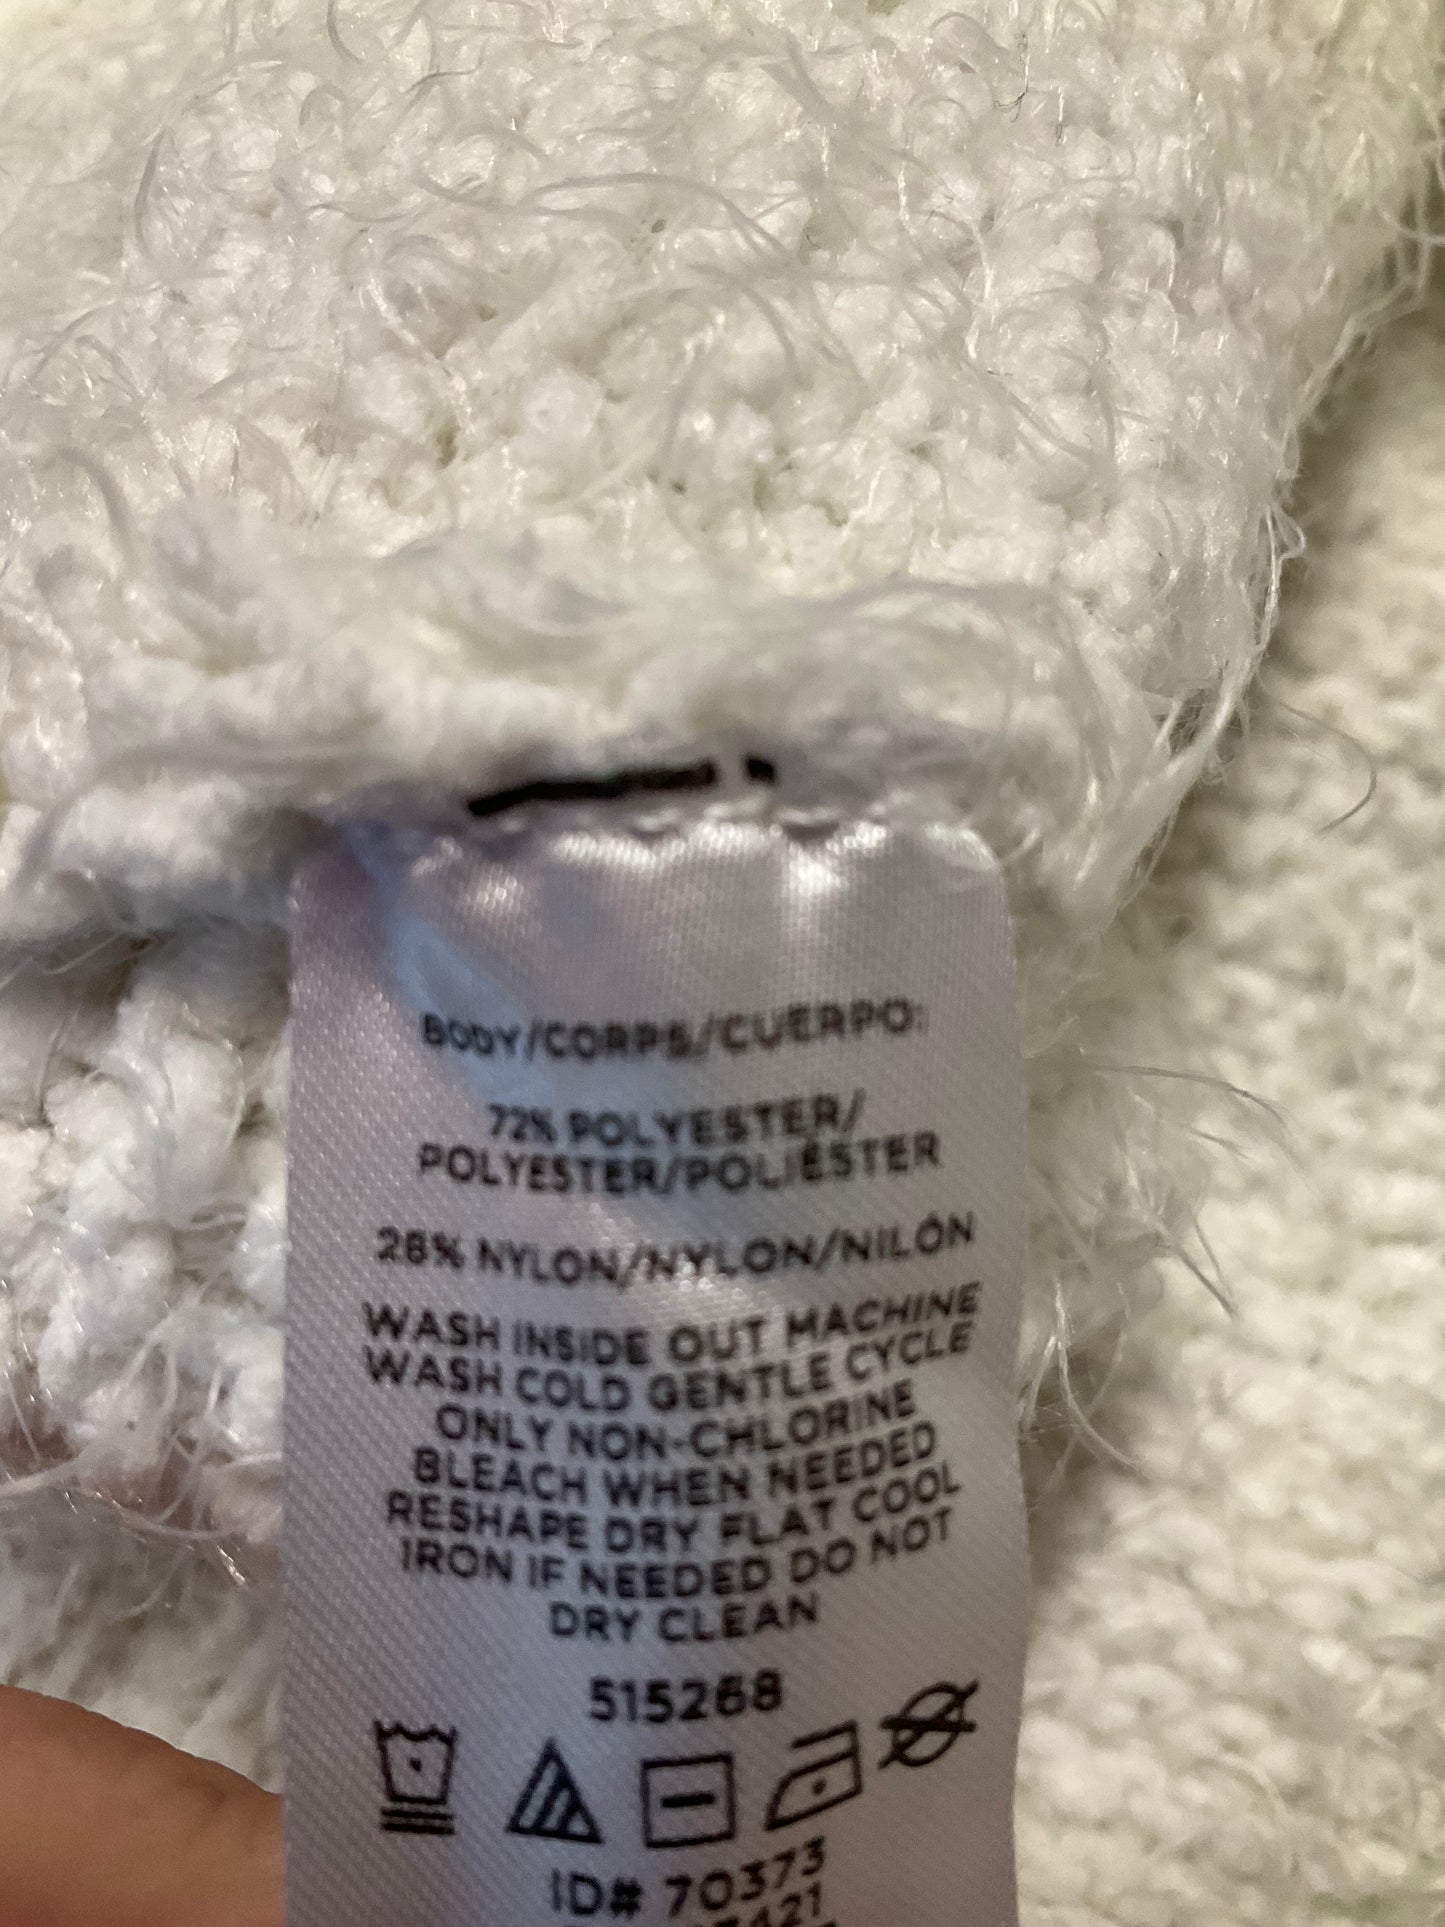 BODY/CORPS/CUERPO:
72% POLYESTER/
POLYESTER/POLIÉSTER
28% NYLON/NYLON/NILÓN
WASH INSIDE OUT MACHINE
WASH COLD GENTLE CYCLE
ONLY NON-CHLORINE
BLEACH WHEN NEEDED
RESHAPE DRY FLAT COOL
IRON IF NEEDED DO NOT
DRY CLEAN
515268
ID# 70373